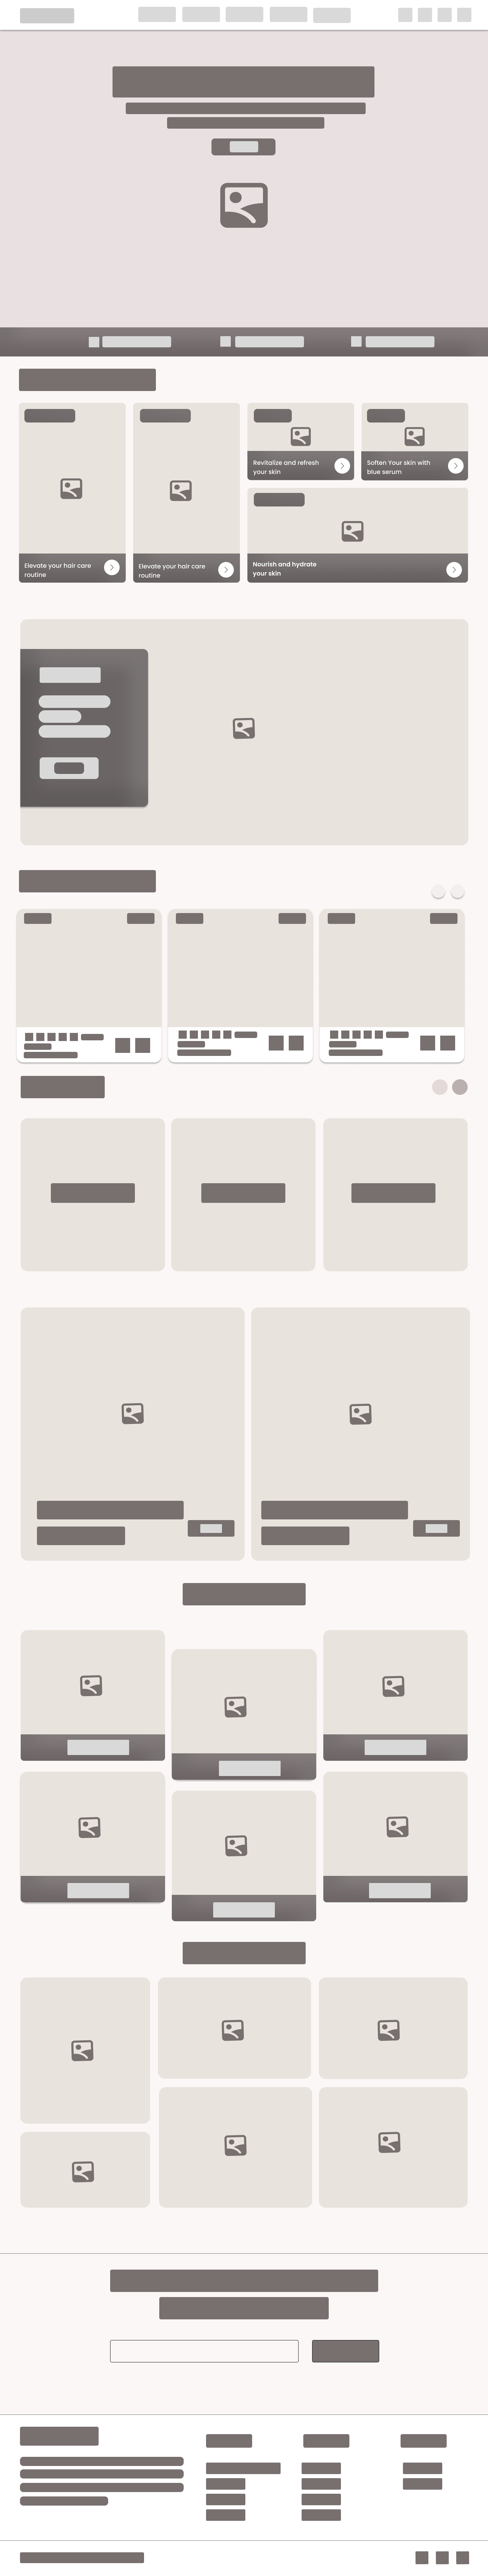 Revitalize and refresh
your skin
Soften Your skin with
blue serum
Elevate your hair care
routine
Elevate your hair care
routine
Nourish and hydrate
your skin